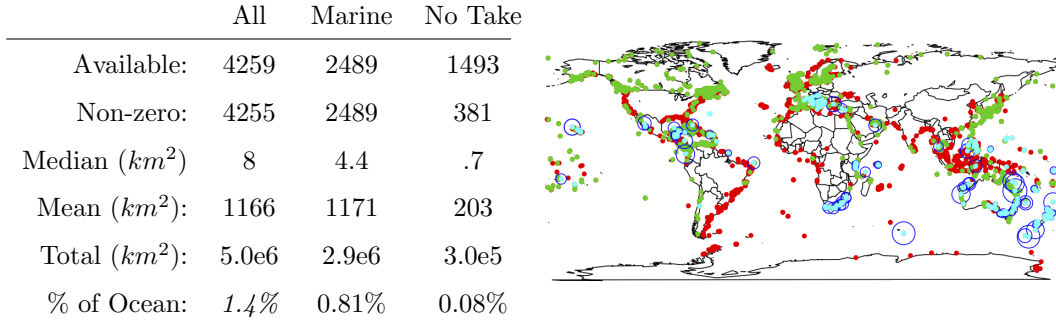 All Marine No Take
Available: 4259 2489 1493
Non-zero: 4255 2489 381
Median (km²) 8 4.4 .7
Mean (km²): 1166 1171 203
Total (km²): 5.0e6 2.9e6 3.0e5
% of Ocean: 1.4% 0.81% 0.08%